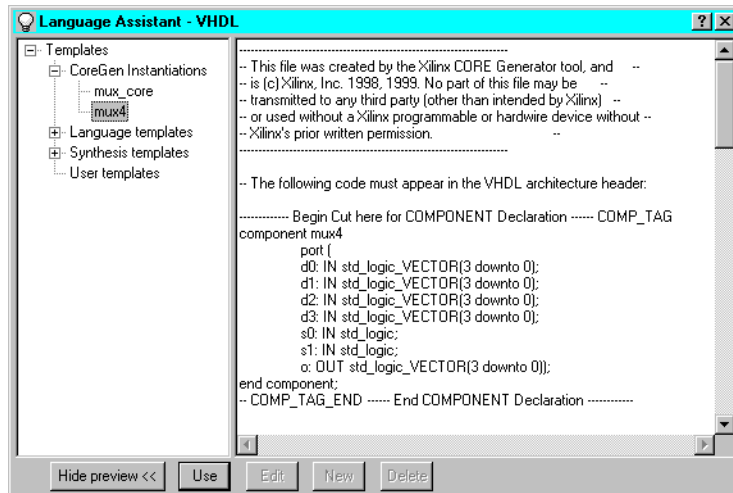 Language Assistant - VHDL
Templates
CoreGen Instantiations
mux_core
mux4
Language templates
Synthesis templates
User templates
-------------------------------------------------------------------
-- This file was created by the Xilinx CORE Generator tool, and --
-- is (c) Xilinx, Inc. 1998, 1999. No part of this file may be --
-- transmitted to any third party (other than intended by Xilinx) --
-- or used without a Xilinx programmable or hardwire device without --
-- Xilinx's prior written permission. --
-------------------------------------------------------------------
-- The following code must appear in the VHDL architecture header:
------------ Begin Cut here for COMPONENT Declaration ------ COMP_TAG
component mux4
port (
d0: IN std_logic_VECTOR(3 downto 0);
d1: IN std_logic_VECTOR(3 downto 0);
d2: IN std_logic_VECTOR(3 downto 0);
d3: IN std_logic_VECTOR(3 downto 0);
s0: IN std_logic;
s1: IN std_logic;
o: OUT std_logic_VECTOR(3 downto 0));
end component;
-- COMP_TAG_END ------ End COMPONENT Declaration ------------
Hide preview << Use Edit New Delete